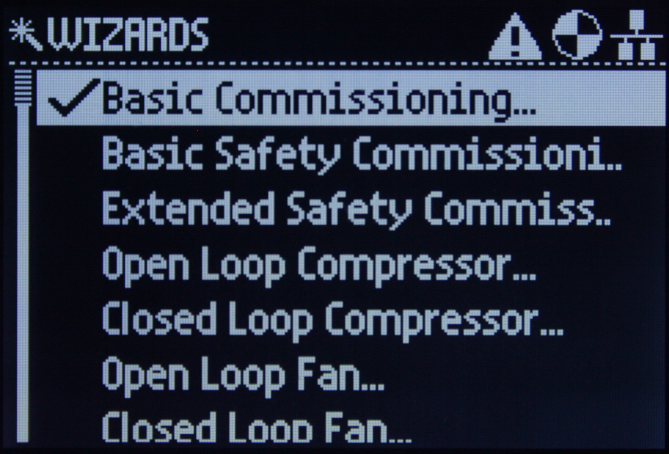 WIZARDS
Basic Commissioning...
Basic Safety Commissioni..
Extended Safety Commiss..
Open Loop Compressor...
Closed Loop Compressor...
Open Loop Fan...
Closed Loop Fan...